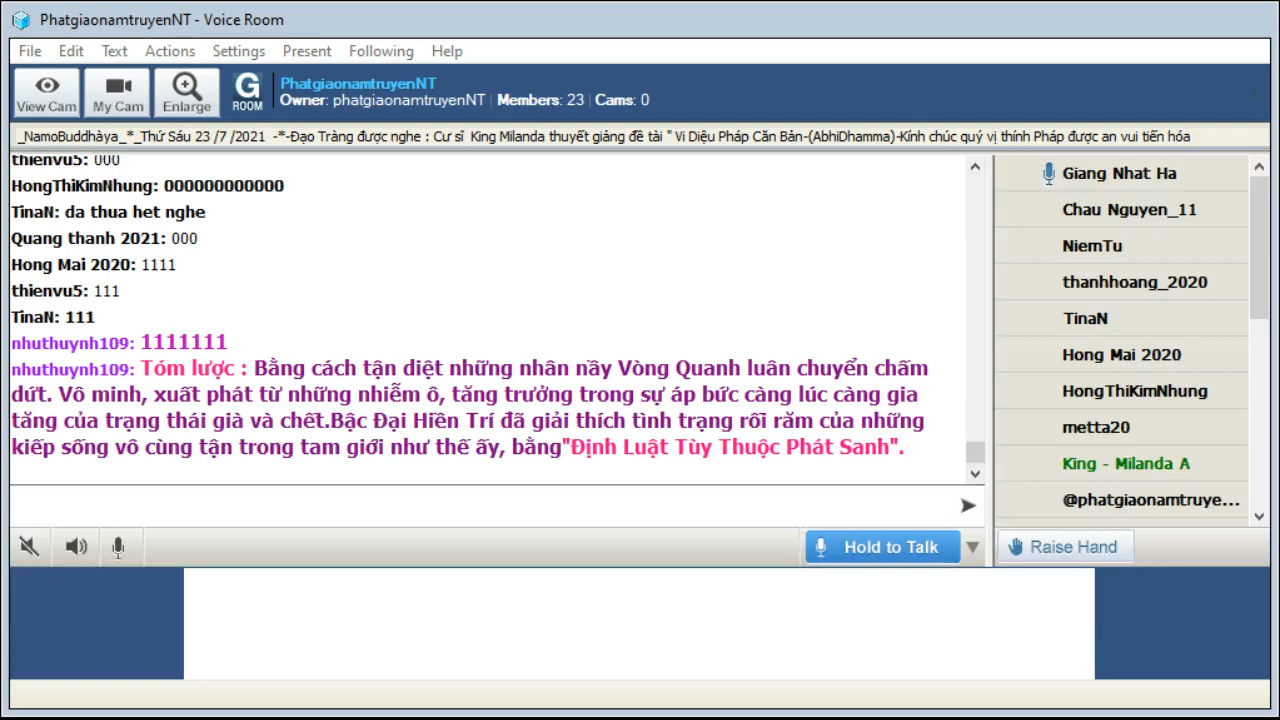 PhatgiaonamtruyenNT - Voice Room
File Edit Text Actions Settings Present Following Help
View Cam
My Cam
Enlarge
G
ROOM
PhatgiaonamtruyenNT
Owner: phatgiaonamtruyenNT | Members: 23 | Cams: 0
_NamoBuddhàya_*_Thứ Sáu 23 /7 /2021 -*-Đạo Tràng được nghe : Cư sĩ King Milanda thuyết giảng đề tài " Vi Diệu Pháp Căn Bản-(AbhiDhamma)-Kính chúc quý vị thính Pháp được an vui tiến hóa
thienvu5: 000
HongThiKimNhung: 000000000000
TinaN: da thua het nghe
Quang thanh 2021: 000
Hong Mai 2020: 1111
thienvu5: 111
TinaN: 111
nhuthuynh109: 1111111
nhuthuynh109: Tóm lược : Bằng cách tận diệt những nhân nầy Vòng Quanh luân chuyển chấm
dứt. Vô minh, xuất phát từ những nhiễm ô, tăng trưởng trong sự áp bức càng lúc càng gia
tăng của trạng thái già và chết.Bậc Đại Hiền Trí đã giải thích tình trạng rối răm của những
kiếp sống vô cùng tận trong tam giới như thế ấy, bằng"Định Luật Tùy Thuộc Phát Sanh".
Giang Nhat Ha
Chau Nguyen_11
NiemTu
thanhhoang_2020
TinaN
Hong Mai 2020
HongThiKimNhung
metta20
King - Milanda A
@phatgiaonamtruye...
Hold to Talk
Raise Hand